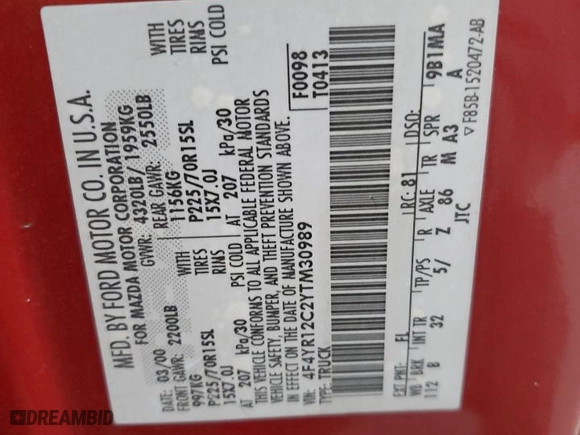 MFD. BY FORD MOTOR CO. IN U.S.A.
FOR MAZDA MOTOR CORPORATION
03/00 GVWR: 4320LB/ 1959KG
FRONT GAWR: 2200LB REAR GAWR: 2550LB WITH
997KG 1156KG TIRES
P225/70R15SL P225/70R15SL RIMS
15X7.0J WITH TIRES RIMS 15X7.0J PSI COLD
AT 207 kPa/30 PSI COLD AT 207 kPa/30
THIS VEHICLE CONFORMS TO ALL APPLICABLE FEDERAL MOTOR
VEHICLE SAFETY, BUMPER, AND THEFT PREVENTION STANDARDS
IN EFFECT ON THE DATE OF MANUFACTURE SHOWN ABOVE.
VIN: 4F4YR12C2YTM30989 F0098
TYPE: TRUCK T0413
EXT PNT: FL RC: 81 DSO:
WB BRK INT TR TP/PS R AXLE TR SPR
112 B 32 5/ Z 86 M A3 9B1MA A
JTC
▽ F85B-1520472-AB
DREAMBID